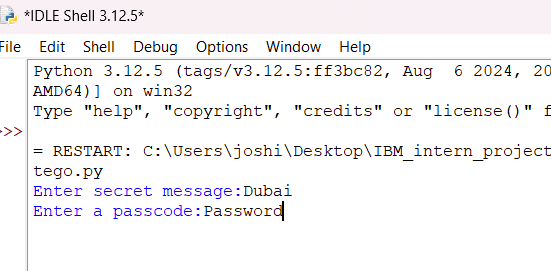 *IDLE Shell 3.12.5*
File Edit Shell Debug Options Window Help
Python 3.12.5 (tags/v3.12.5:ff3bc82, Aug 6 2024, 20
AMD64)] on win32
Type "help", "copyright", "credits" or "license()" f
>>>
= RESTART: C:\Users\joshi\Desktop\IBM_intern_project
tego.py
Enter secret message:Dubai
Enter a passcode:Password